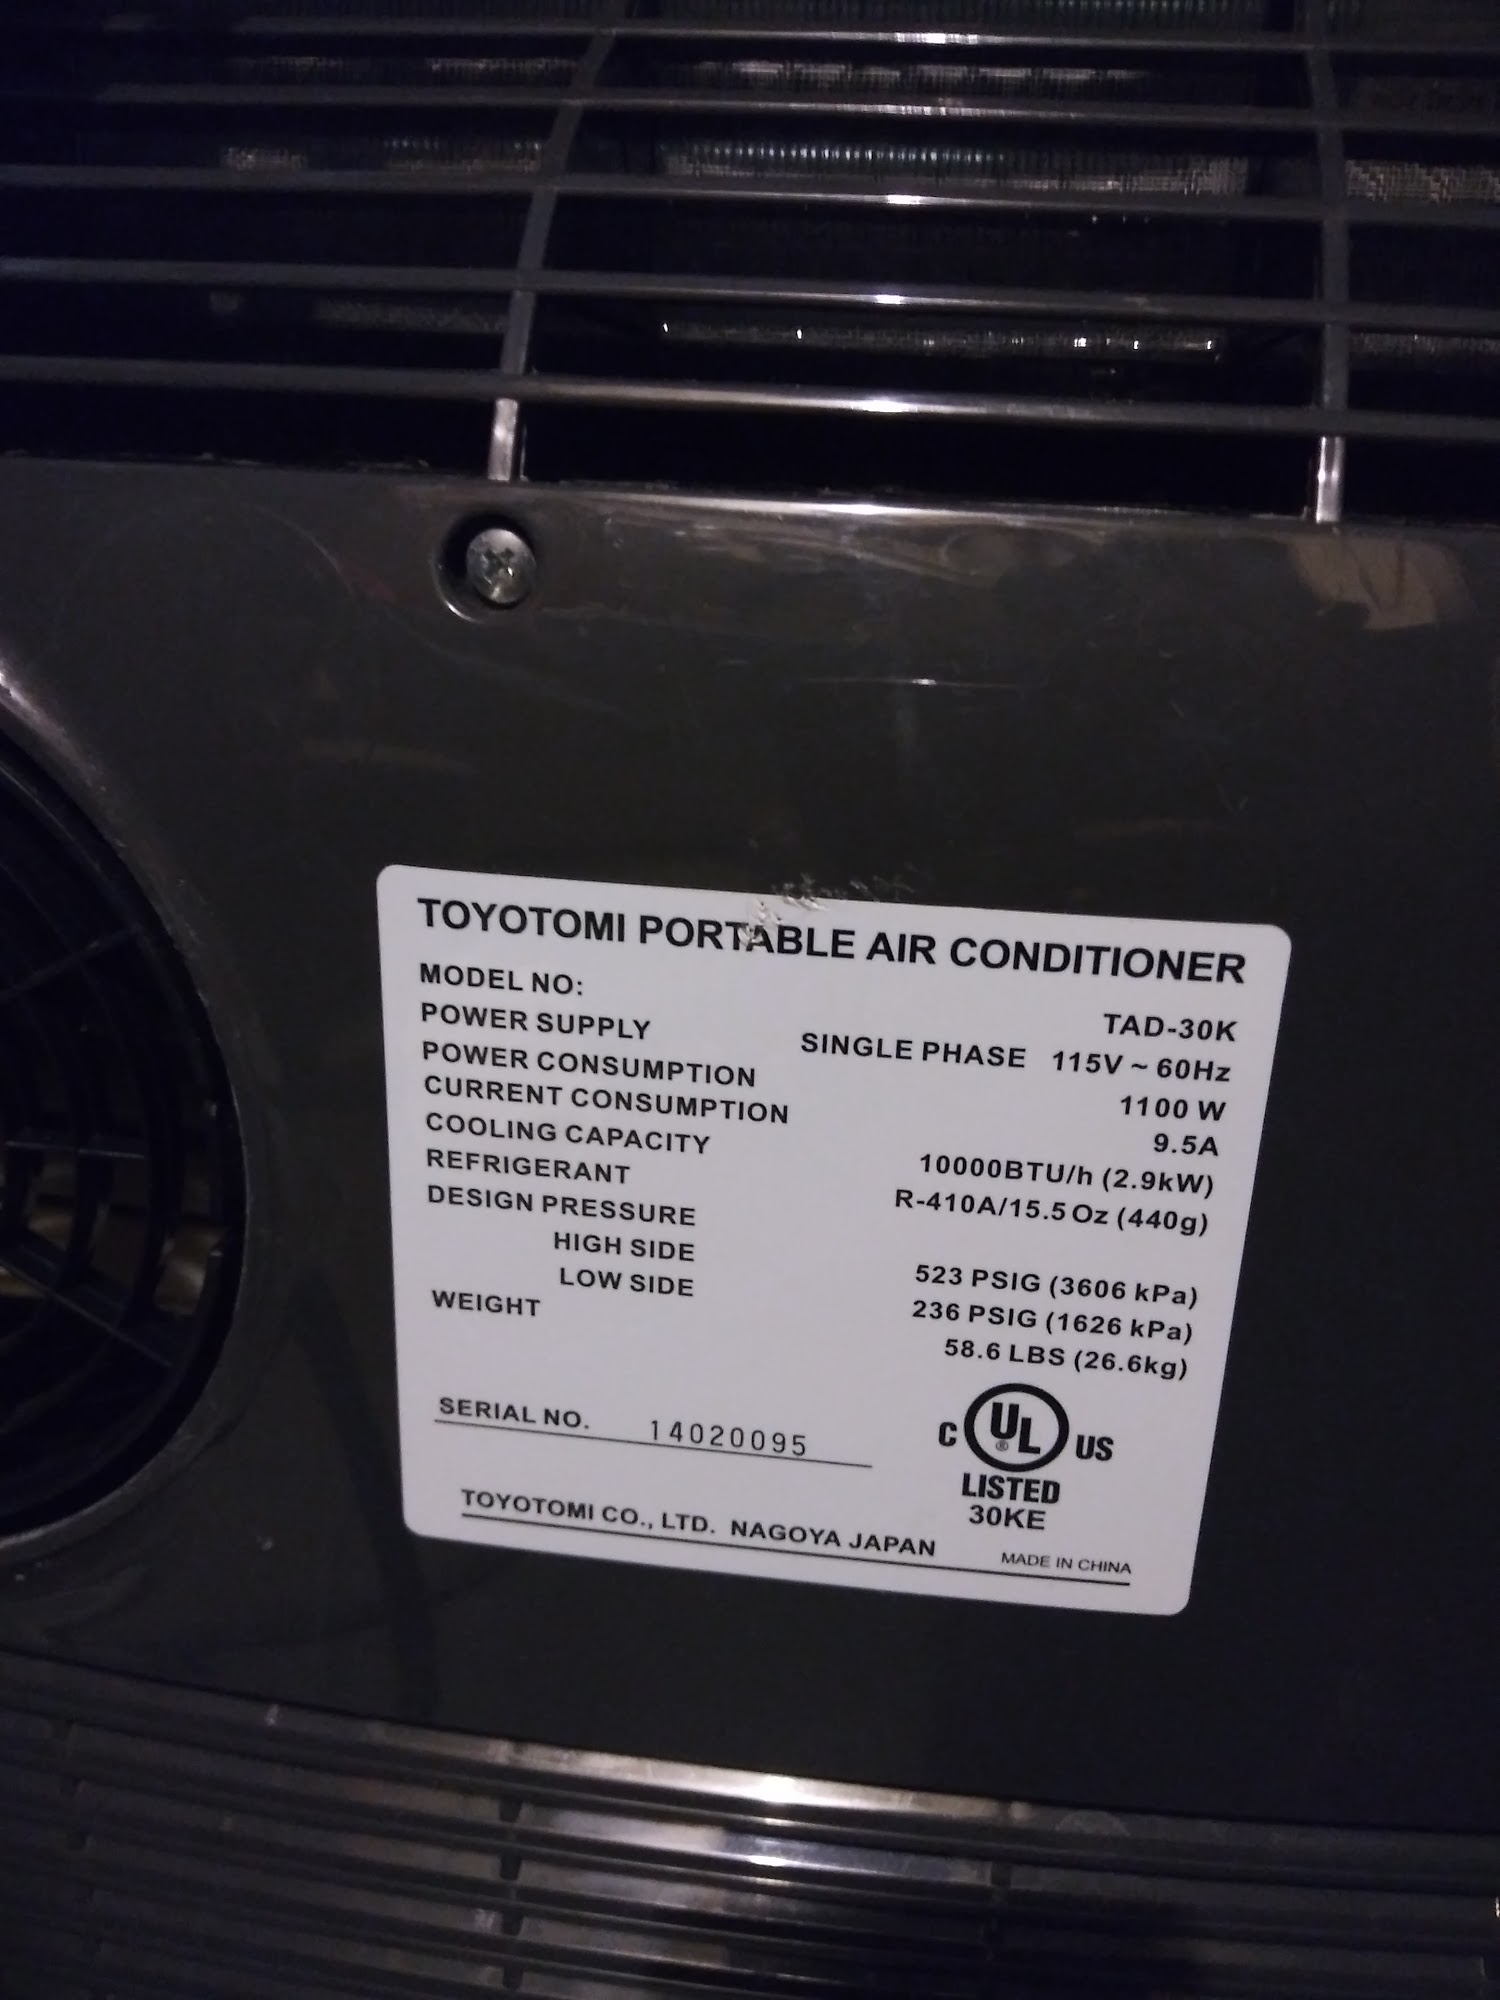 TOYOTOMI PORTABLE AIR CONDITIONER
MODEL NO: TAD-30K
POWER SUPPLY SINGLE PHASE 115V ~ 60Hz
POWER CONSUMPTION 1100 W
CURRENT CONSUMPTION 9.5A
COOLING CAPACITY 10000BTU/h (2.9kW)
REFRIGERANT R-410A/15.5 Oz (440g)
DESIGN PRESSURE
HIGH SIDE 523 PSIG (3606 kPa)
LOW SIDE 236 PSIG (1626 kPa)
WEIGHT 58.6 LBS (26.6kg)
SERIAL NO. 14020095
C UL® US
LISTED
30KE
TOYOTOMI CO., LTD. NAGOYA JAPAN MADE IN CHINA